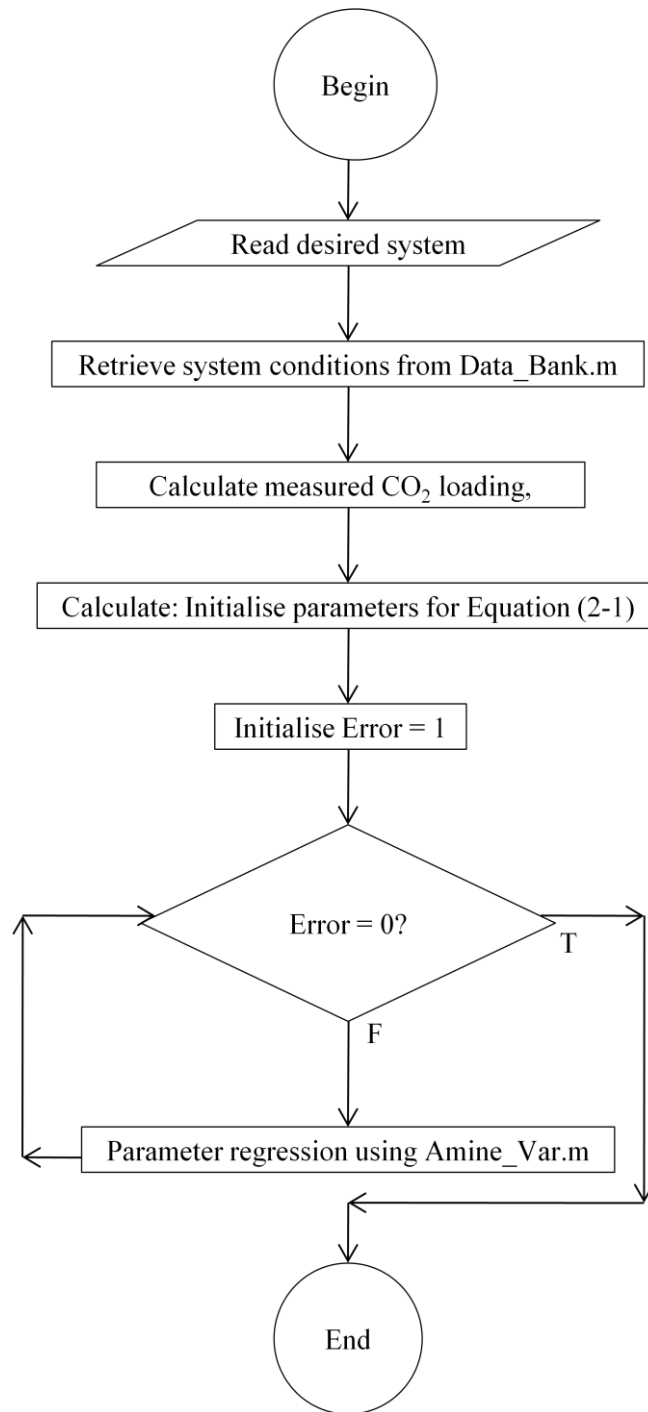 Begin
Read desired system
Retrieve system conditions from Data_Bank.m
Calculate measured CO₂ loading,
Calculate: Initialise parameters for Equation (2-1)
Initialise Error = 1
Error = 0?
T
F
Parameter regression using Amine_Var.m
End